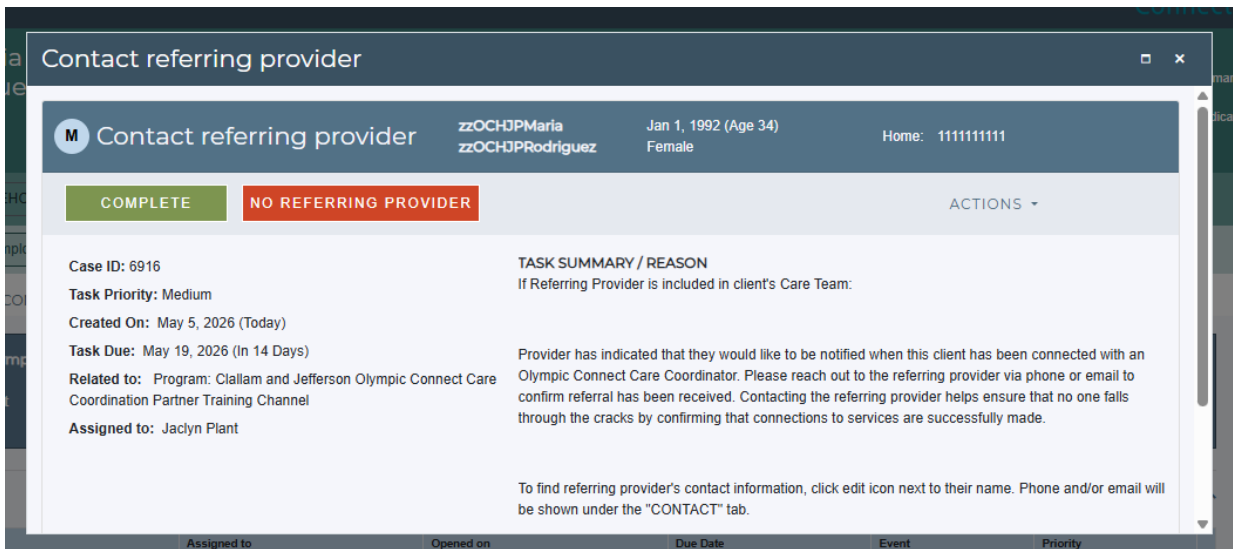 Contact referring provider
M Contact referring provider
zzOCHJPMaria
zzOCHJPRodriguez
Jan 1, 1992 (Age 34)
Female
Home: 1111111111
COMPLETE
NO REFERRING PROVIDER
ACTIONS
Case ID: 6916
Task Priority: Medium
Created On: May 5, 2026 (Today)
Task Due: May 19, 2026 (In 14 Days)
Related to: Program: Clallam and Jefferson Olympic Connect Care
Coordination Partner Training Channel
Assigned to: Jaclyn Plant
TASK SUMMARY / REASON
If Referring Provider is included in client's Care Team:
Provider has indicated that they would like to be notified when this client has been connected with an
Olympic Connect Care Coordinator. Please reach out to the referring provider via phone or email to
confirm referral has been received. Contacting the referring provider helps ensure that no one falls
through the cracks by confirming that connections to services are successfully made.
To find referring provider's contact information, click edit icon next to their name. Phone and/or email will
be shown under the "CONTACT" tab.
Assigned to Opened on Due Date Event Priority